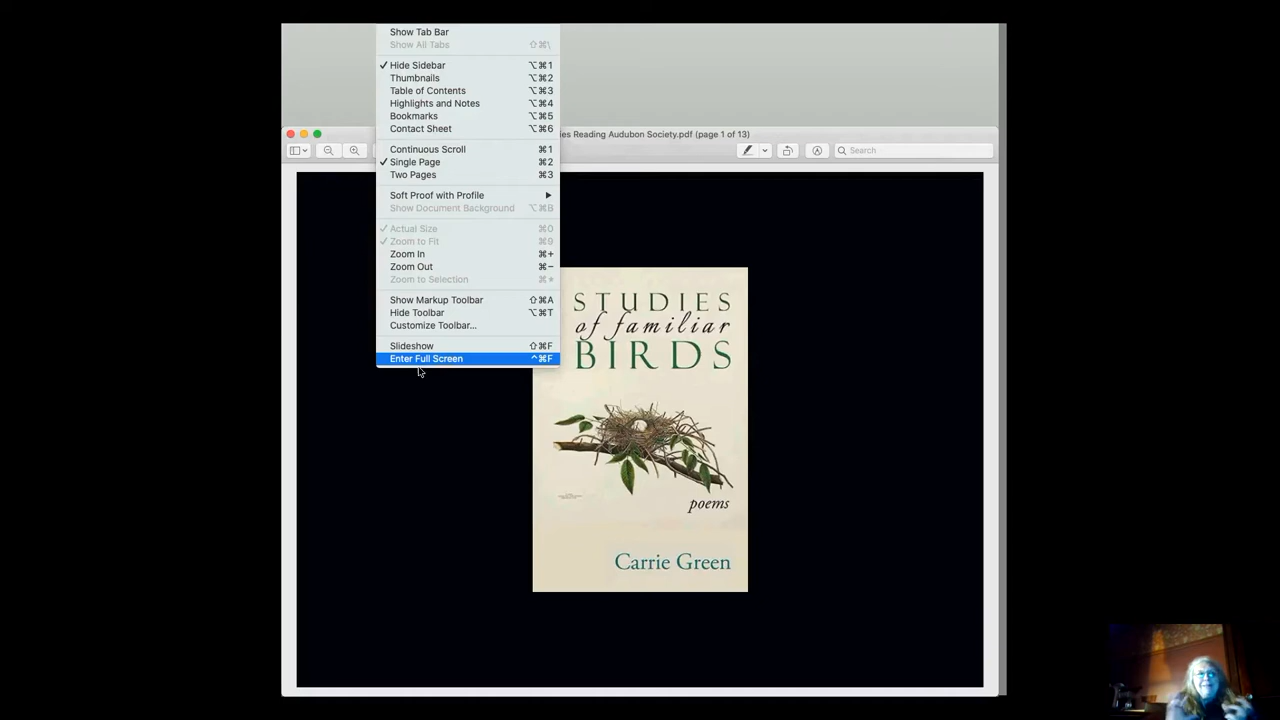 Show Tab Bar
Show All Tabs ⇧⌘\
✓ Hide Sidebar ⌥⌘1
Thumbnails ⌥⌘2
Table of Contents ⌥⌘3
Highlights and Notes ⌥⌘4
Bookmarks ⌥⌘5
Contact Sheet ⌥⌘6
Continuous Scroll ⌘1
✓ Single Page ⌘2
Two Pages ⌘3
Soft Proof with Profile
Show Document Background ⌥⌘B
✓ Actual Size ⌘0
✓ Zoom to Fit ⌘9
Zoom In ⌘+
Zoom Out ⌘−
Zoom to Selection ⌘*
Show Markup Toolbar ⇧⌘A
Hide Toolbar ⌥⌘T
Customize Toolbar...
Slideshow ⇧⌘F
Enter Full Screen ^⌘F
Reading Audubon Society.pdf (page 1 of 13)
Search
STUDIES
of familiar
BIRDS
poems
Carrie Green